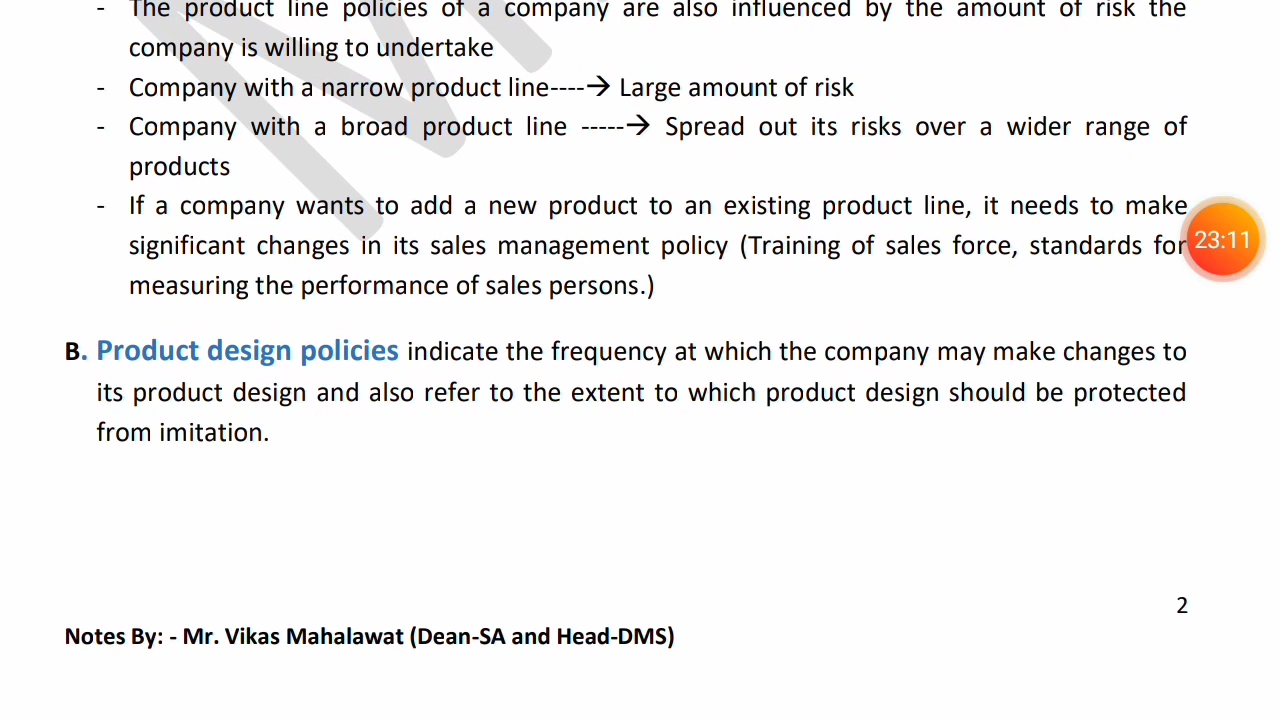 - The product line policies of a company are also influenced by the amount of risk the
company is willing to undertake
- Company with a narrow product line----→ Large amount of risk
- Company with a broad product line -----→ Spread out its risks over a wider range of
products
- If a company wants to add a new product to an existing product line, it needs to make
significant changes in its sales management policy (Training of sales force, standards for
measuring the performance of sales persons.)
23:11
B. Product design policies indicate the frequency at which the company may make changes to
its product design and also refer to the extent to which product design should be protected
from imitation.
2
Notes By: - Mr. Vikas Mahalawat (Dean-SA and Head-DMS)